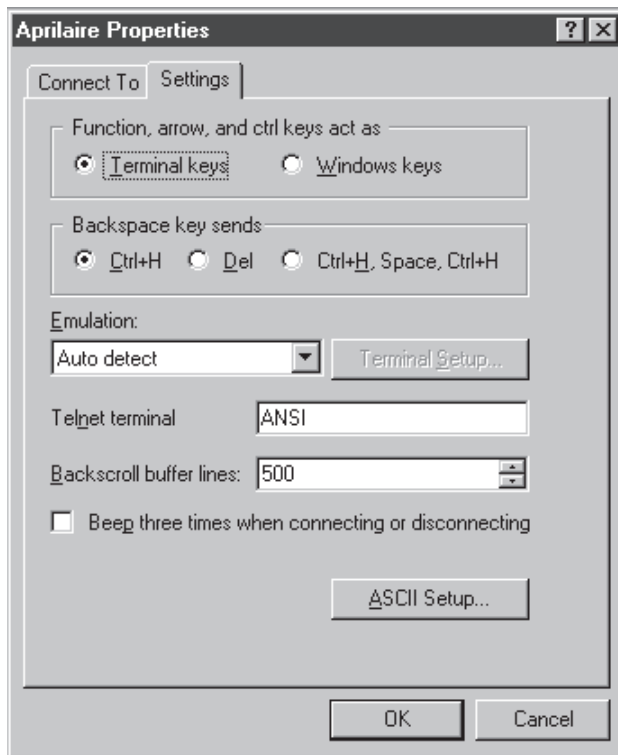 Aprilaire Properties
Connect To Settings
Function, arrow, and ctrl keys act as
Terminal keys Windows keys
Backspace key sends
Ctrl+H Del Ctrl+H, Space, Ctrl+H
Emulation:
Auto detect Terminal Setup...
Telnet terminal ANSI
Backscroll buffer lines: 500
Beep three times when connecting or disconnecting
ASCII Setup...
OK Cancel